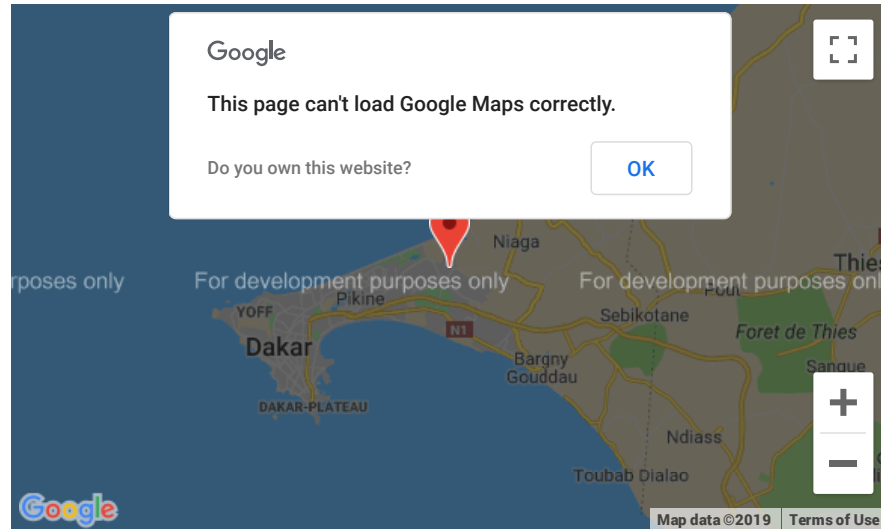 Google
This page can't load Google Maps correctly.
Do you own this website?
OK
Niaga
Thies
rposes only
For development purposes only
For development purposes onl
Pikine
Pout
YOFF
Sebikotane
N1
Foret de Thies
Dakar
Bargny
Gouddau
Sangue
DAKAR-PLATEAU
Ndiass
Toubab Dialao
Google
Map data ©2019
Terms of Use